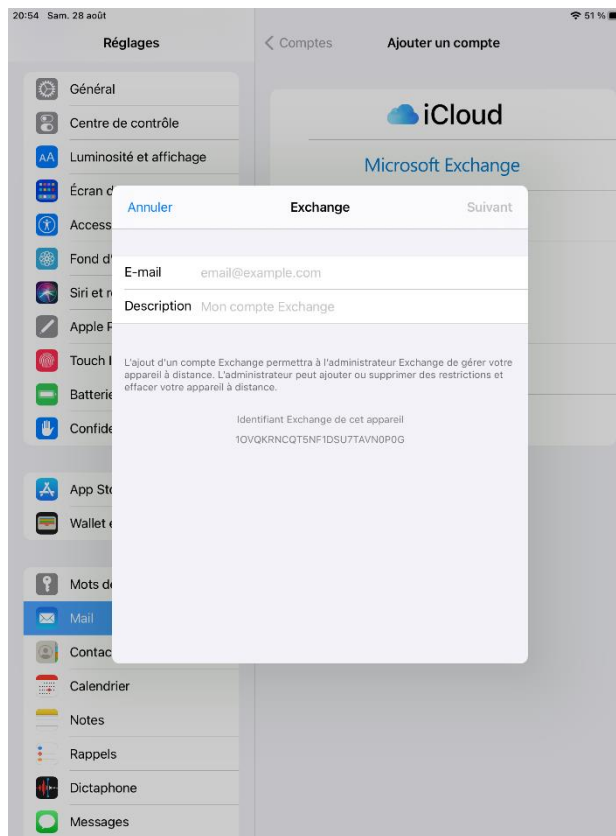 20:54 Sam. 28 août
51 %
Réglages
Comptes
Ajouter un compte
Général
Centre de contrôle
Luminosité et affichage
Écran d
Access
Fond d'
Siri et r
Apple P
Touch I
Batterie
Confide
App Sto
Wallet e
Mots de
Mail
Contac
Calendrier
Notes
Rappels
Dictaphone
Messages
iCloud
Microsoft Exchange
Annuler
Exchange
Suivant
E-mail email@example.com
Description Mon compte Exchange
L'ajout d'un compte Exchange permettra à l'administrateur Exchange de gérer votre
appareil à distance. L'administrateur peut ajouter ou supprimer des restrictions et
effacer votre appareil à distance.
Identifiant Exchange de cet appareil
1OVQKRNCQT5NF1DSU7TAVN0P0G